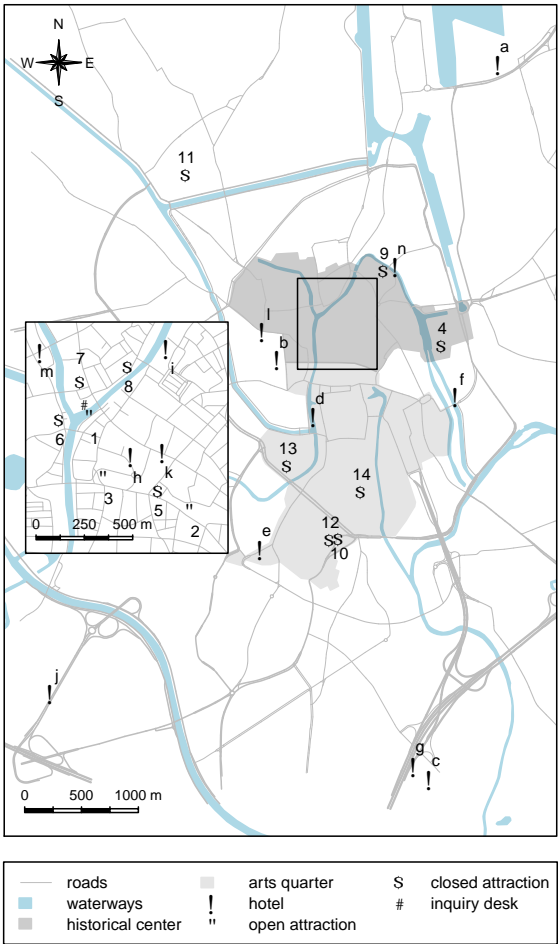 N
a
W E
S
11
S
9 n
S
l
4
b
S
7 i
m
S
S
8
#
"
f
S
d
6 1
13
k
S
" h
14
S
3
5
"
S
0 250 500 m
2
12
e
S S
10
j
g
c
0 500 1000 m
roads arts quarter S closed attraction
waterways ! hotel # inquiry desk
historical center " open attraction